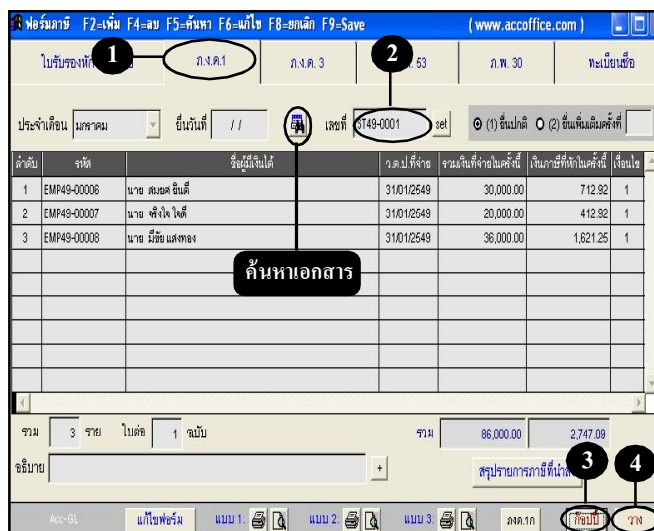 ฟอร์มภาษี F2=เพิ่ม F4=ลบ F5=ค้นหา F6=แก้ไข F8=ยกเลิก F9=Save ( www.accoffice.com )
1 2
ใบรับรองหัก ภ.ง.ด.1 ภ.ง.ด. 3 53 ภ.พ. 30 ทะเบียนชื่อ
ประจำเดือน มกราคม ยื่นวันที่ / / เลขที่ ST49-0001 set (1) ยื่นปกติ (2) ยื่นเพิ่มเติมครั้งที่
ลำดับ รหัส ชื่อผู้มีเงินได้ ว.ด.ป.ที่จ่าย รวมเงินที่จ่ายในครั้งนี้ เงินภาษีที่หักในครั้งนี้ เงื่อนไข
1 EMP49-00006 นาย สมยศ ยินดี 31/01/2549 30,000.00 712.92 1
2 EMP49-00007 นาย จริงใจ ใจดี 31/01/2549 20,000.00 412.92 1
3 EMP49-00008 นาย มีชัย แสงทอง 31/01/2549 36,000.00 1,621.25 1
ค้นหาเอกสาร
รวม 3 ราย ใบต่อ 1 ฉบับ รวม 86,000.00 2,747.09
อธิบาย + สรุปรายการภาษีที่นำส่
3 4
Acc-GL แก้ไขฟอร์ม แบบ 1: แบบ 2: แบบ 3: ภงด.1ก ก๊อปปี้ วาง